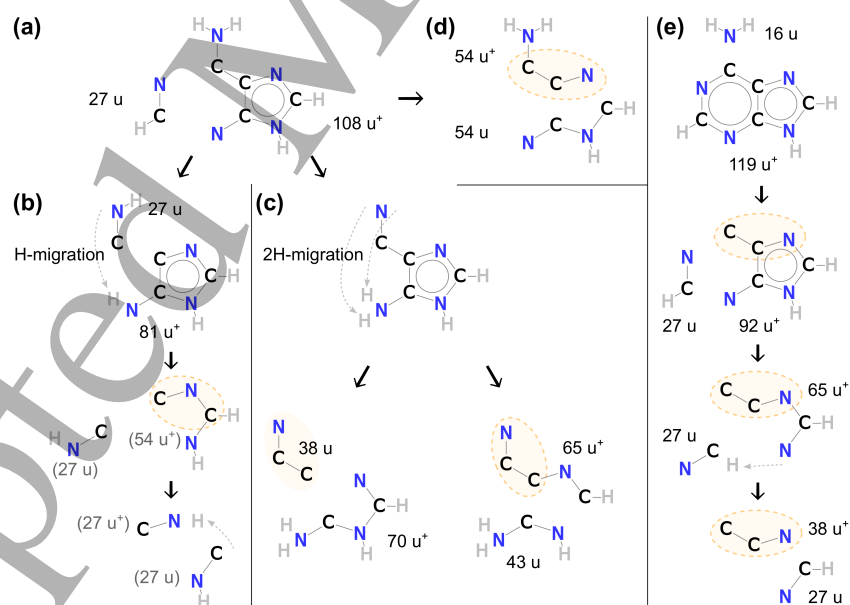 (a)
H H
N
C
N
C
H
27 u
C
N
C
H
C
N
N
H
108 u⁺
(d)
H H
N
54 u⁺
C
C
N
54 u
C
H
C
N
N
H
(e)
H H
N
16 u
C
N
N
C
C
H
H
C
C
N
N
H
119 u⁺
(b)
N
H
27 u
C
H-migration
H
N
C
N
C
H
C
N
H
81 u⁺
H
N
C
(27 u)
C
N
C
H
N
H
(54 u⁺)
(27 u⁺)
C
N
H
C
N
H
(27 u)
(c)
N
C
C
N
C
H
C
N
H
2H-migration
H
H
N
N
C
C
38 u
N
C
H
C
N
H
N
H
H
70 u⁺
N
C
C
N
C
H
65 u⁺
H
N
H
C
N
H
43 u
C
N
C
C
H
N
C
H
N
C
N
H
27 u
92 u⁺
C
C
N
65 u⁺
C
H
N
27 u
N
C
H
C
C
N
38 u⁺
C
H
N
27 u
pted M